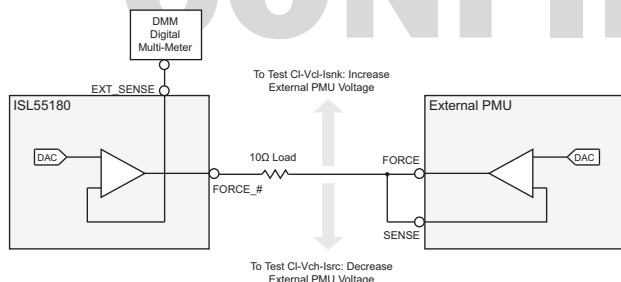 DMM
Digital
Multi-Meter
EXT_SENSE
To Test Cl-Vcl-Isnk: Increase
External PMU Voltage
ISL55180
External PMU
DAC
10Ω Load
FORCE
DAC
FORCE_#
SENSE
To Test Cl-Vch-Isrc: Decrease
External PMU Voltage